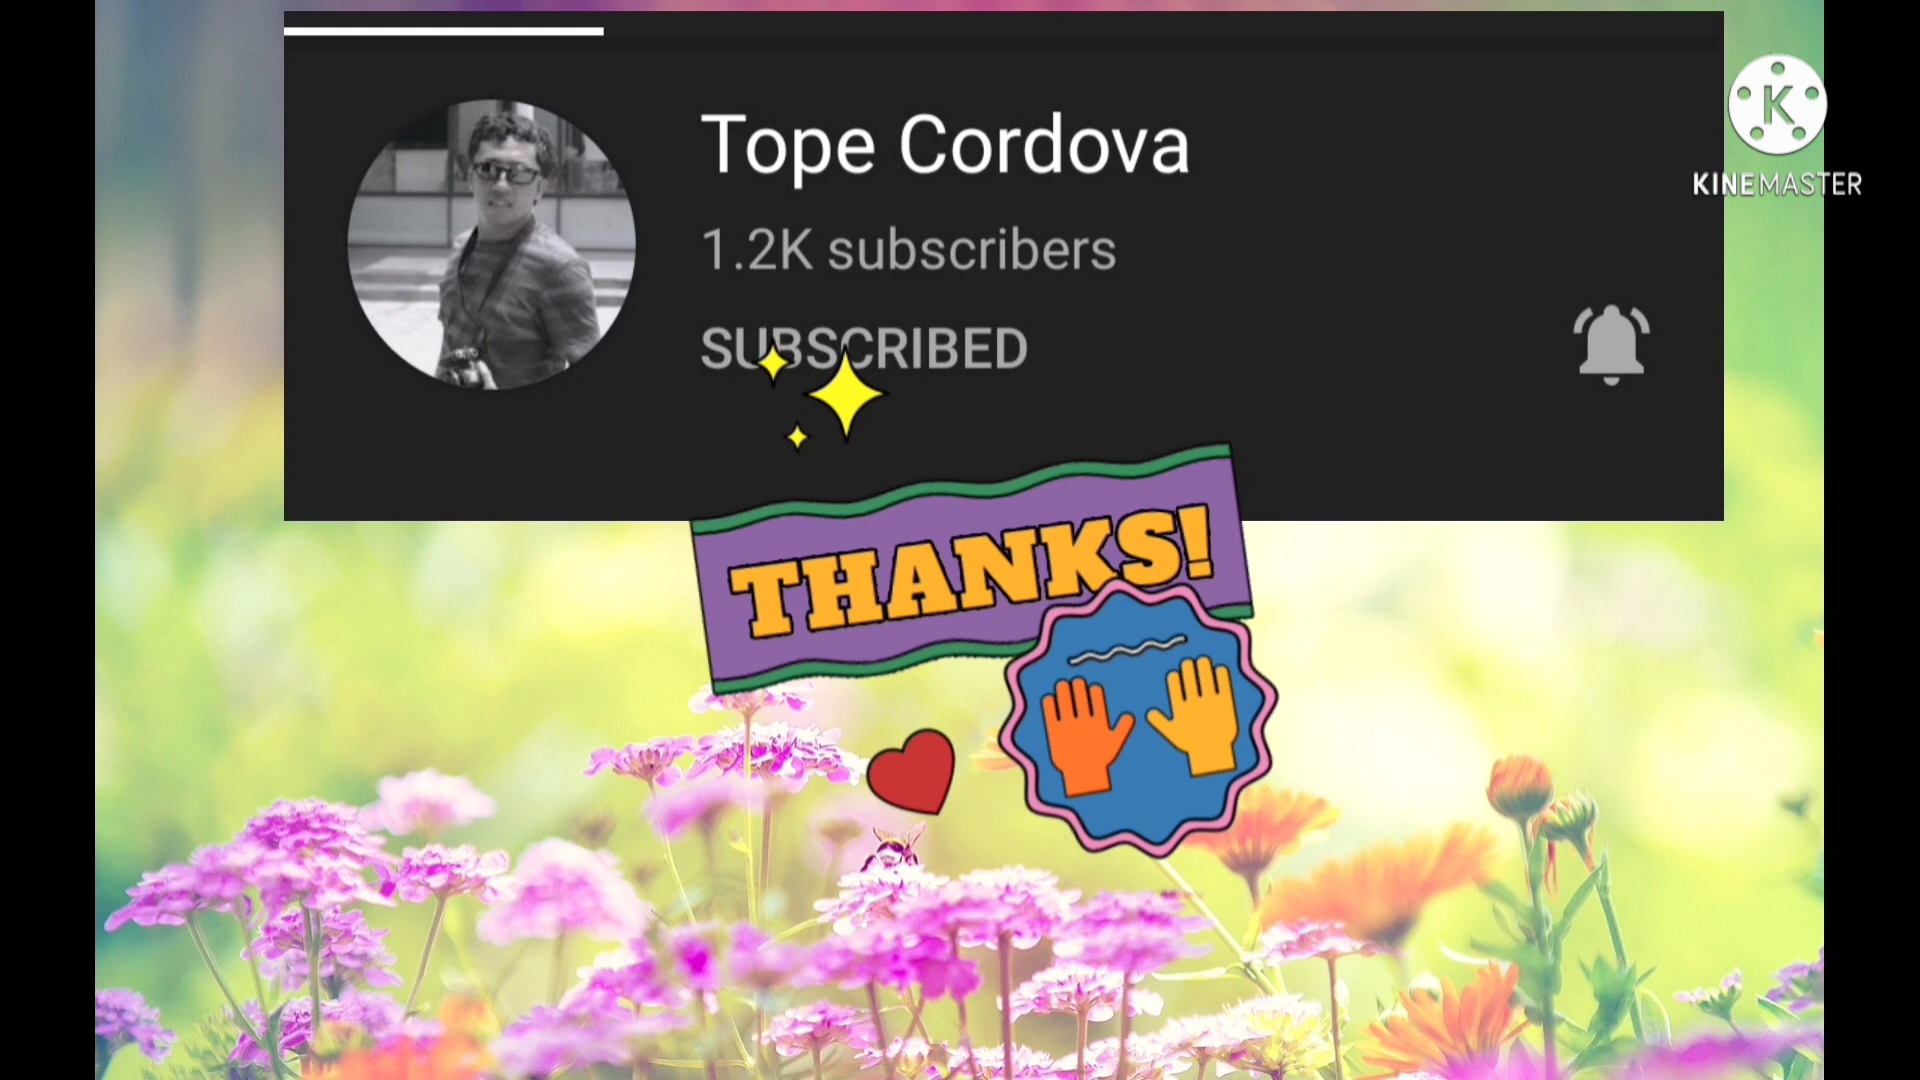 Tope Cordova
1.2K subscribers
SUBSCRIBED
K
KINEMASTER
THANKS!